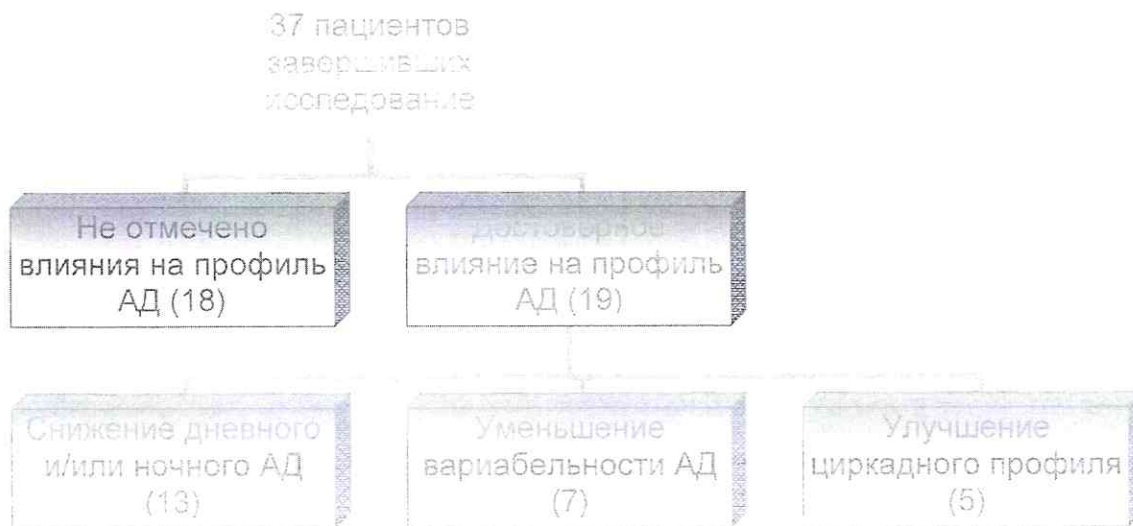 37 пациентов
завершивших
исследование
Не отмечено
влияния на профиль
АД (18)
Достоверное
влияние на профиль
АД (19)
Снижение дневного
и/или ночного АД
(13)
Уменьшение
вариабельности АД
(7)
Улучшение
циркадного профиля
(5)